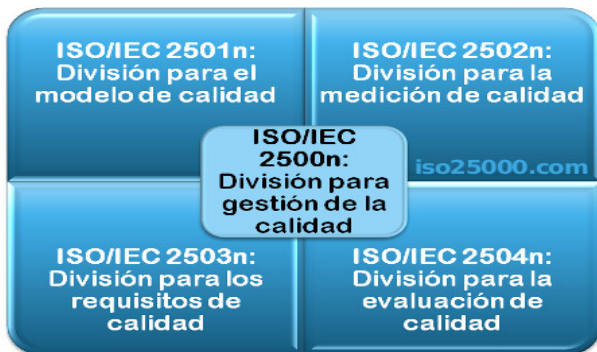 ISO/IEC 2501n:
División para el
modelo de calidad
ISO/IEC 2502n:
División para la
medición de calidad
ISO/IEC
2500n:
División para
gestión de la
calidad
iso25000.com
ISO/IEC 2503n:
División para los
requisitos de
calidad
ISO/IEC 2504n:
División para la
evaluación de
calidad